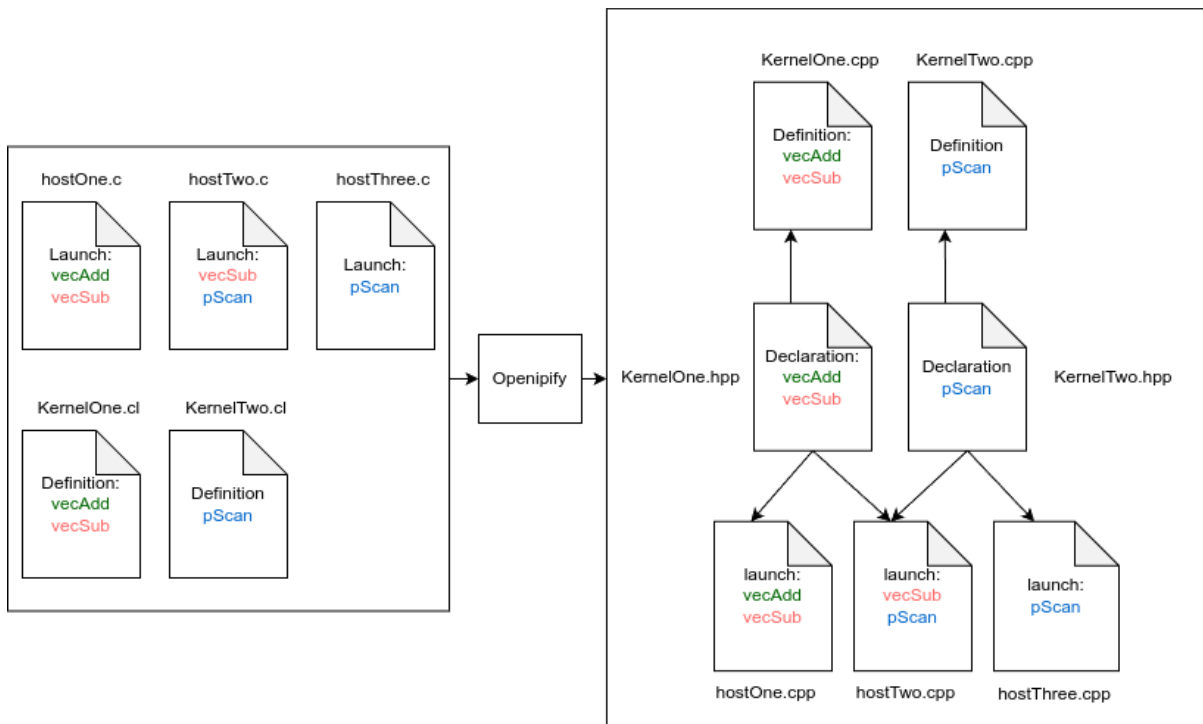 hostOne.c
hostTwo.c
hostThree.c
Launch:
vecAdd
vecSub
Launch:
vecSub
pScan
Launch:
pScan
KernelOne.cl
KernelTwo.cl
Definition:
vecAdd
vecSub
Definition
pScan
Openipify
KernelOne.cpp
KernelTwo.cpp
Definition:
vecAdd
vecSub
Definition
pScan
KernelOne.hpp
Declaration:
vecAdd
vecSub
Declaration
pScan
KernelTwo.hpp
launch:
vecAdd
vecSub
launch:
vecSub
pScan
launch:
pScan
hostOne.cpp
hostTwo.cpp
hostThree.cpp